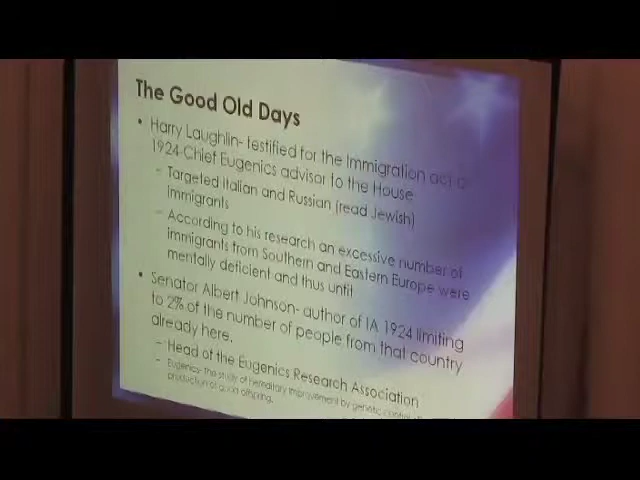 The Good Old Days
• Harry Laughlin- testified for the Immigration act
1924-Chief Eugenics advisor to the House
– Targeted Italian and Russian (read Jewish)
immigrants
– According to his research an excessive number of
immigrants from Southern and Eastern Europe were
mentally deficient and thus unfit
• Senator Albert Johnson- author of IA 1924 limiting
to 2% of the number of people from that country
already here.
– Head of the Eugenics Research Association
– Eugenics- the study of hereditary improvement by genetic
production of good offspring.